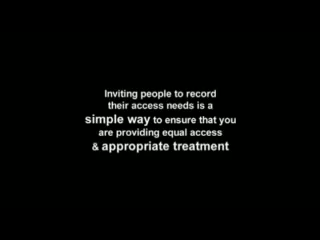 Inviting people to record
their access needs is a
simple way to ensure that you
are providing equal access
& appropriate treatment